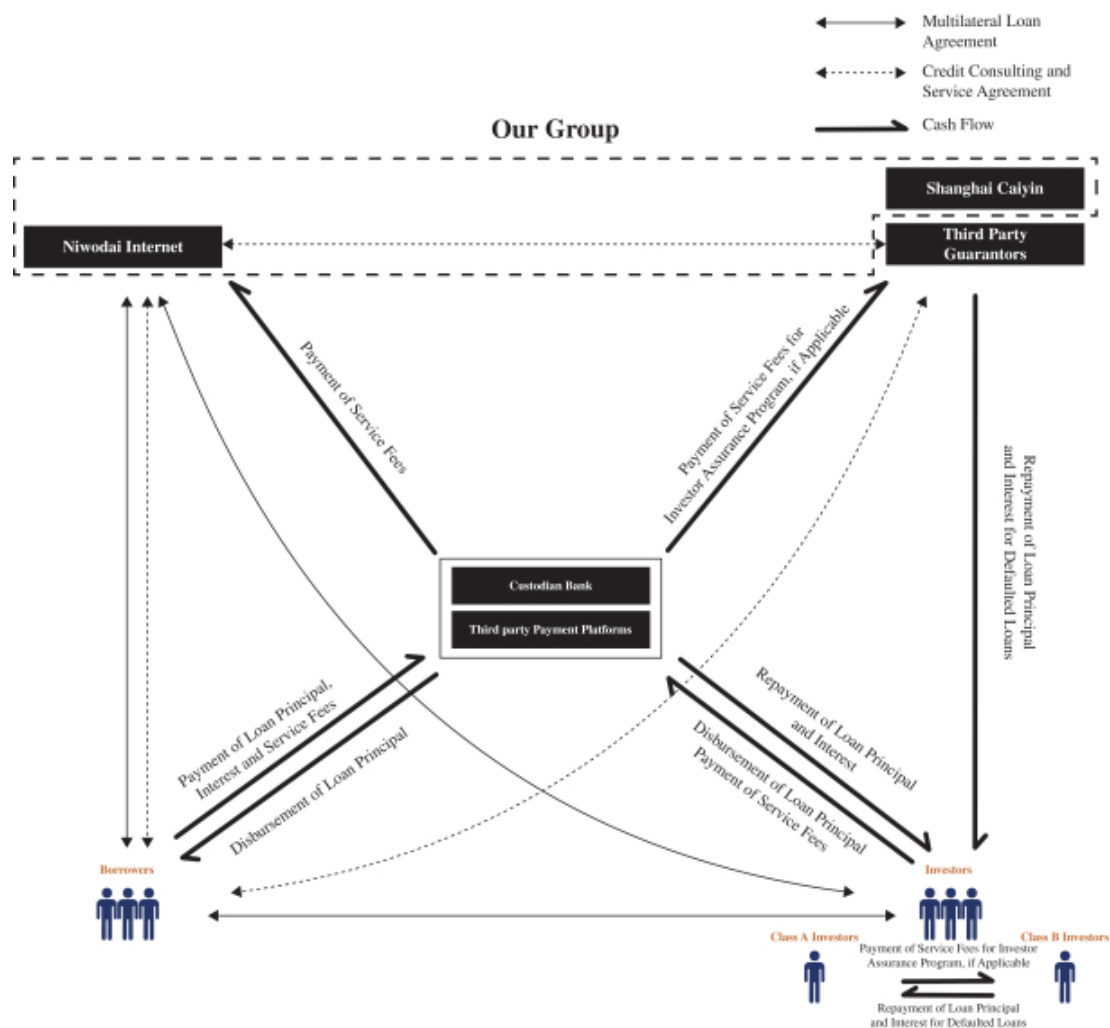 Multilateral Loan
Agreement
Credit Consulting and
Service Agreement
Cash Flow
Our Group
Shanghai Caiyin
Niwodai Internet
Third Party
Guarantors
Payment of Service Fees
Payment of Service Fees for
Investor Assurance Program, if Applicable
Repayment of Loan Principal
and Interest for Defaulted Loans
Custodian Bank
Third party Payment Platforms
Payment of Loan Principal,
Interest and Service Fees
Disbursement of Loan Principal
Repayment of Loan Principal
and Interest
Disbursement of Loan Principal
Payment of Service Fees
Borrowers
Investors
Class A Investors
Class B Investors
Payment of Service Fees for Investor
Assurance Program, if Applicable
Repayment of Loan Principal
and Interest for Defaulted Loans